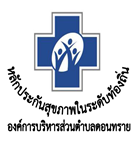 หลักประกันสุขภาพในระดับท้องถิ่น
องค์การบริหารส่วนตำบลดอนทราย